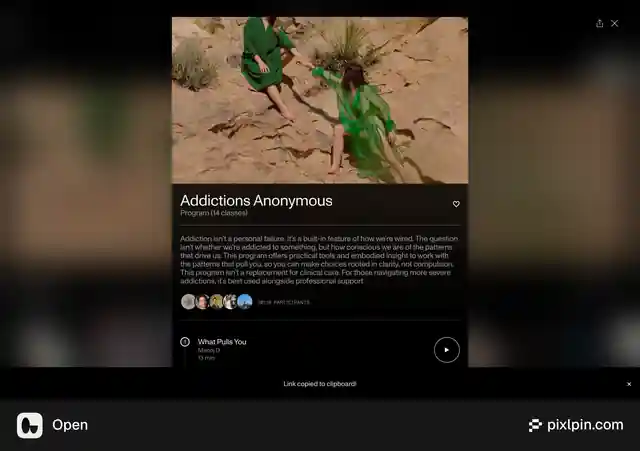 Addictions Anonymous
Program (14 classes)
Addiction isn't a personal failure. It's a built-in feature of how we're wired. The question
isn't whether we're addicted to something, but how conscious we are of the patterns
that drive us. This program offers practical tools and embodied insight to work with
the patterns that pull you, so you can make choices rooted in clarity, not compulsion.
This program isn't a replacement for clinical care. For those navigating more severe
addictions, it's best used alongside professional support
PARTICIPANTS
1
What Pulls You
13 min
Link copied to clipboard!
Open
pixlpin.com